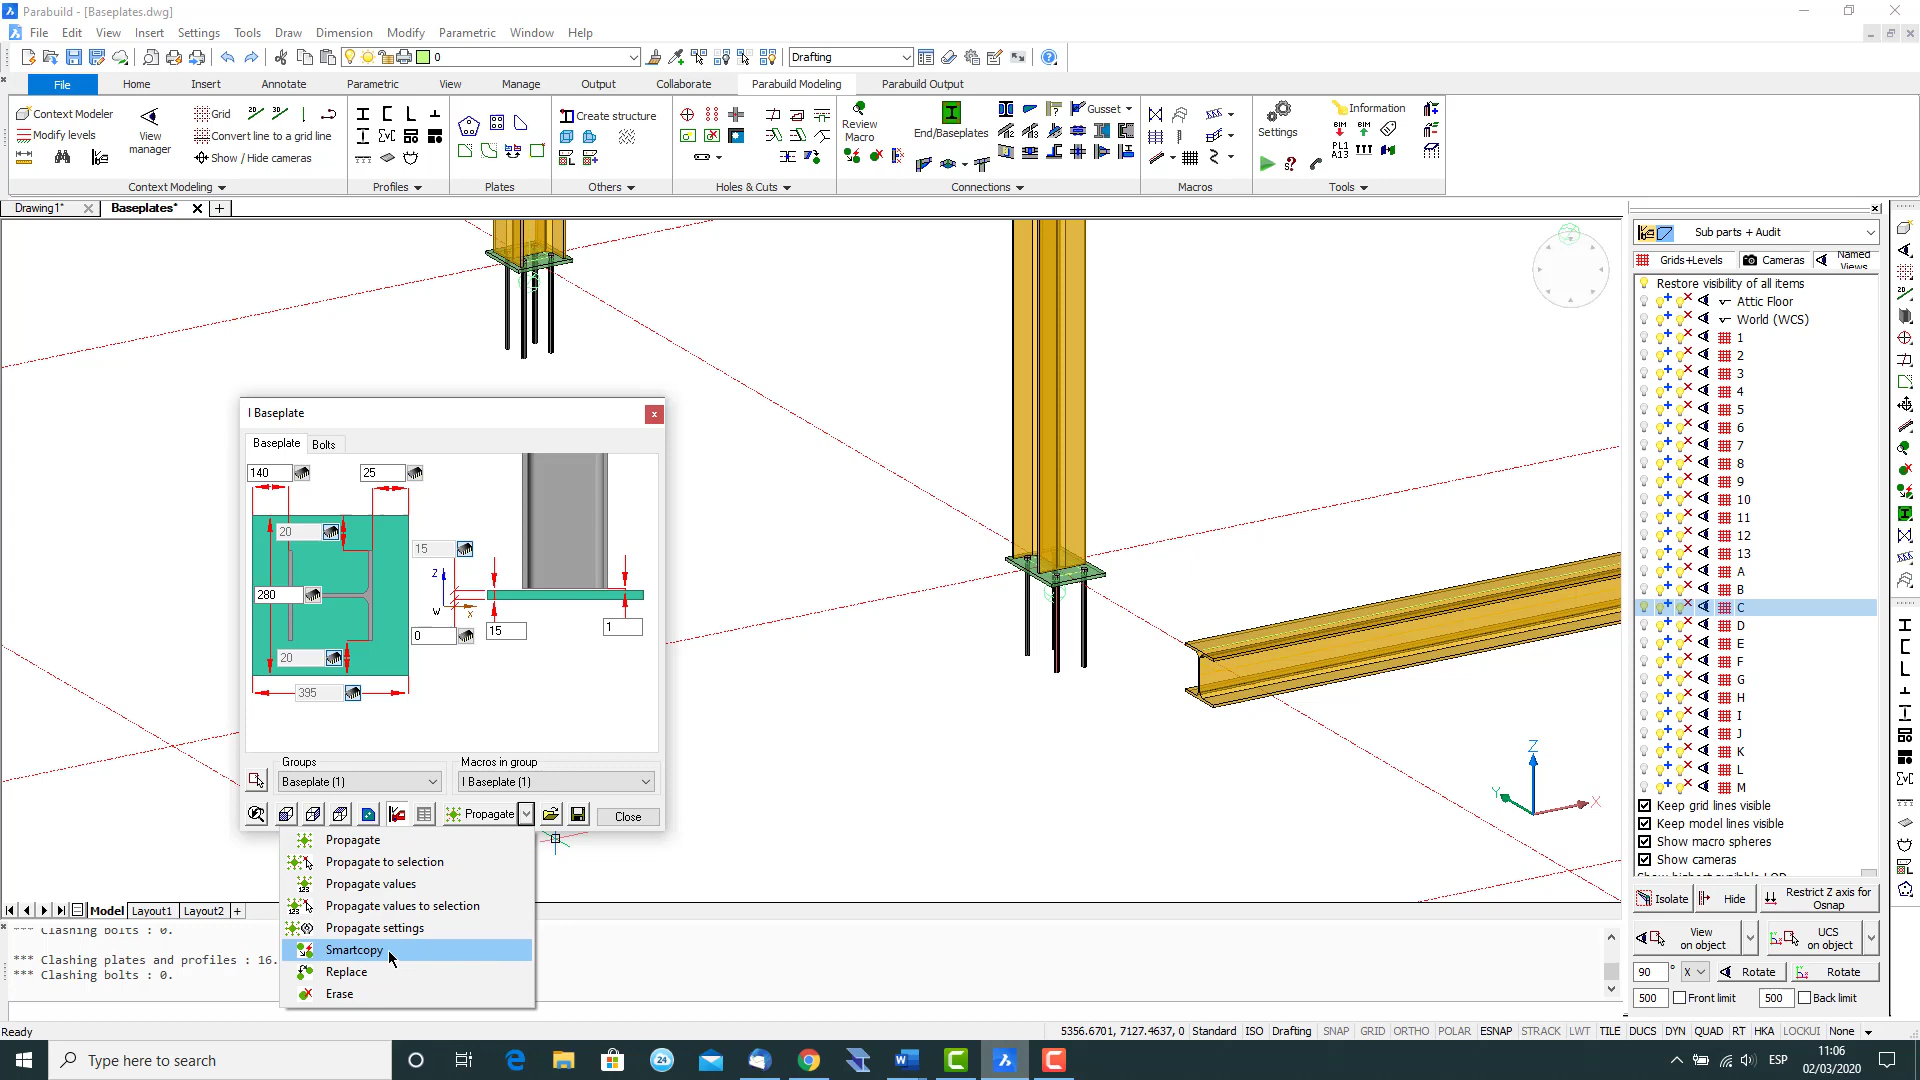 Parabuild - [Baseplates.dwg]
File Edit View Insert Settings Tools Draw Dimension Modify Parametric Window Help
0 Drafting
File Home Insert Annotate Parametric View Manage Output Collaborate Parabuild Modeling Parabuild Output
Context Modeler
Modify levels
View manager
Grid
Convert line to a grid line
Show / Hide cameras
Create structure
Review Macro
End/Baseplates
Gusset
Settings
Information
Context Modeling Profiles Plates Others Holes & Cuts Connections Macros Tools
Drawing1* Baseplates*
Sub parts + Audit
Grids+Levels Cameras Named Views
Restore visibility of all items
Attic Floor
World (WCS)
1
2
3
4
5
6
7
8
9
10
11
12
13
A
B
C
D
E
F
G
H
I
J
K
L
M
Keep grid lines visible
Keep model lines visible
Show macro spheres
Show cameras
Isolate Hide Restrict Z axis for Osnap
View on object UCS on object
90 ° X Rotate Rotate
500 Front limit 500 Back limit
I Baseplate
Baseplate Bolts
140 25
20
15
280
Z
W X
0 15 1
20
395
Groups Macros in group
Baseplate (1) I Baseplate (1)
Propagate Close
Propagate
Propagate to selection
Propagate values
Propagate values to selection
Propagate settings
Smartcopy
Replace
Erase
Z
Y X
Model Layout1 Layout2
*** Clashing bolts : 0.
*** Clashing plates and profiles : 16.
*** Clashing bolts : 0.
Ready 5356.6701, 7127.4637, 0 Standard ISO Drafting SNAP GRID ORTHO POLAR ESNAP STRACK LWT TILE DUCS DYN QUAD RT HKA LOCKUI None
Type here to search
ESP 11:06
02/03/2020